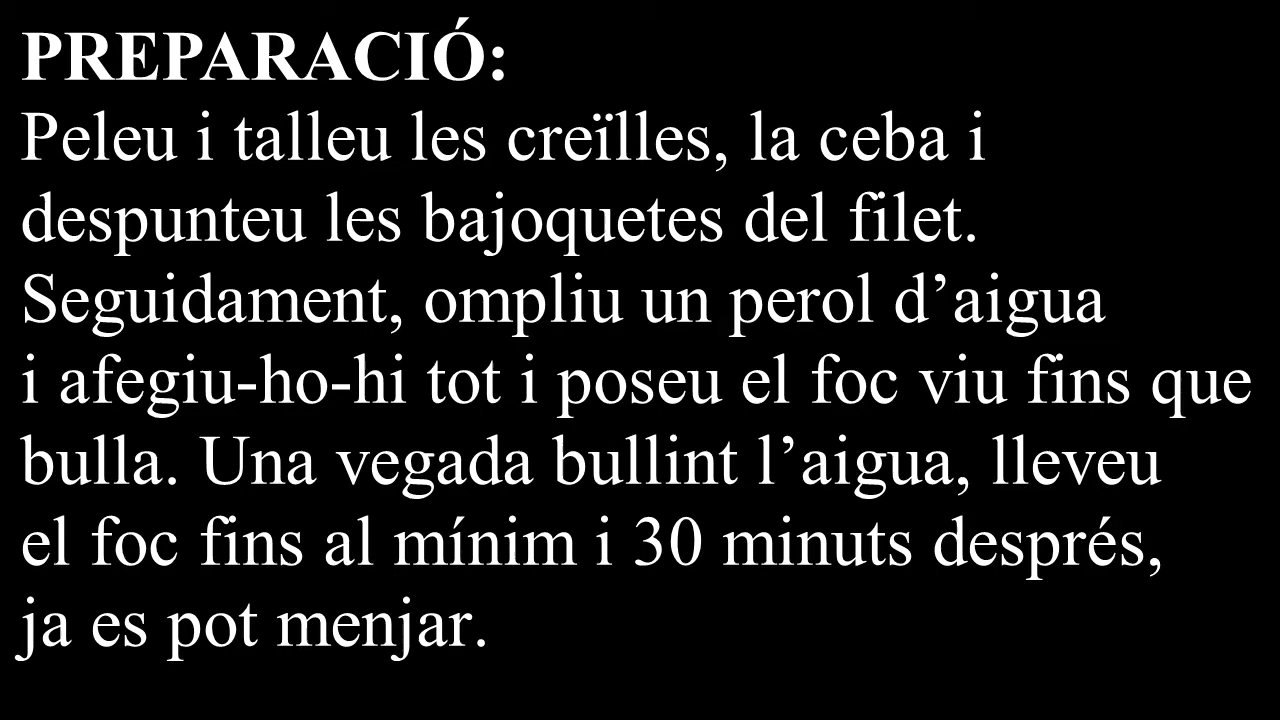 PREPARACIÓ:
Peleu i talleu les creïlles, la ceba i
despunteu les bajoquetes del filet.
Seguidament, ompliu un perol d’aigua
i afegiu-ho-hi tot i poseu el foc viu fins que
bulla. Una vegada bullint l’aigua, lleveu
el foc fins al mínim i 30 minuts després,
ja es pot menjar.